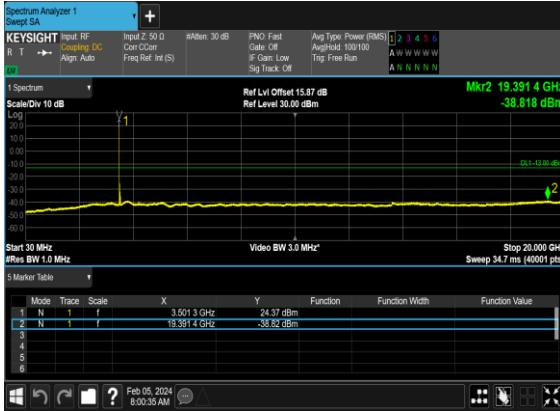 Spectrum Analyzer 1
Swept SA
+
KEYSIGHT
R T
Input: RF
Coupling: DC
Align: Auto
Input Z: 50 Ω
Corr CCorr
Freq Ref: Int (S)
#Atten: 30 dB
PNO: Fast
Gate: Off
IF Gain: Low
Sig Track: Off
Avg Type: Power (RMS)
Avg|Hold: 100/100
Trig: Free Run
1 2 3 4 5 6
A W W W W W
A N N N N N
1 Spectrum
Scale/Div 10 dB
Ref Lvl Offset 15.87 dB
Ref Level 30.00 dBm
Mkr2 19.391 4 GHz
-38.818 dBm
Log
20.0
10.0
0.00
-10.0
-20.0
-30.0
-40.0
-50.0
-60.0
1
DL1 -13.00 dBm
2
Start 30 MHz
#Res BW 1.0 MHz
Video BW 3.0 MHz*
Stop 20.000 GH
Sweep 34.7 ms (40001 pts
5 Marker Table
Mode Trace Scale X Y Function Function Width Function Value
1 N 1 f 3.501 3 GHz 24.37 dBm
2 N 1 f 19.391 4 GHz -38.82 dBm
3
4
5
6
?
Feb 05, 2024
8:00:35 AM